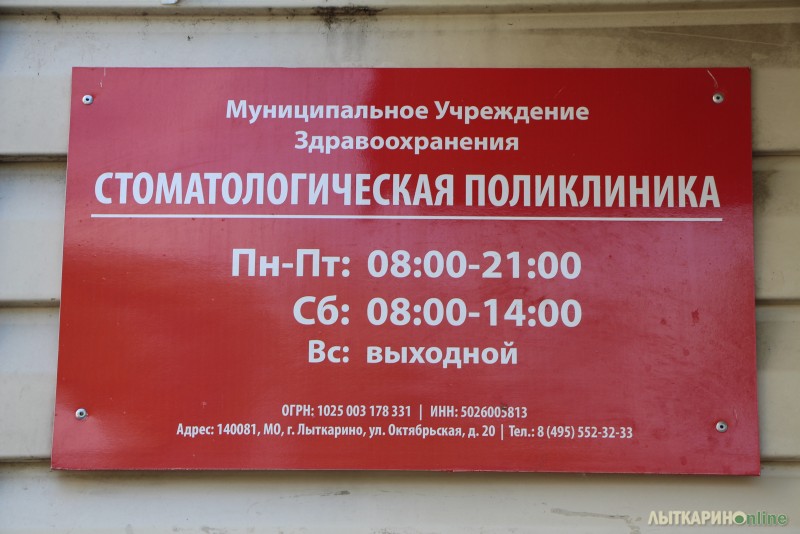 Муниципальное Учреждение
Здравоохранения
СТОМАТОЛОГИЧЕСКАЯ ПОЛИКЛИНИКА
Пн-Пт: 08:00-21:00
Сб: 08:00-14:00
Вс: выходной
ОГРН: 1025 003 178 331 | ИНН: 5026005813
Адрес: 140081, МО, г. Лыткарино, ул. Октябрьская, д. 20 | Тел.: 8 (495) 552-32-33
ЛЫТКАРИНОonline